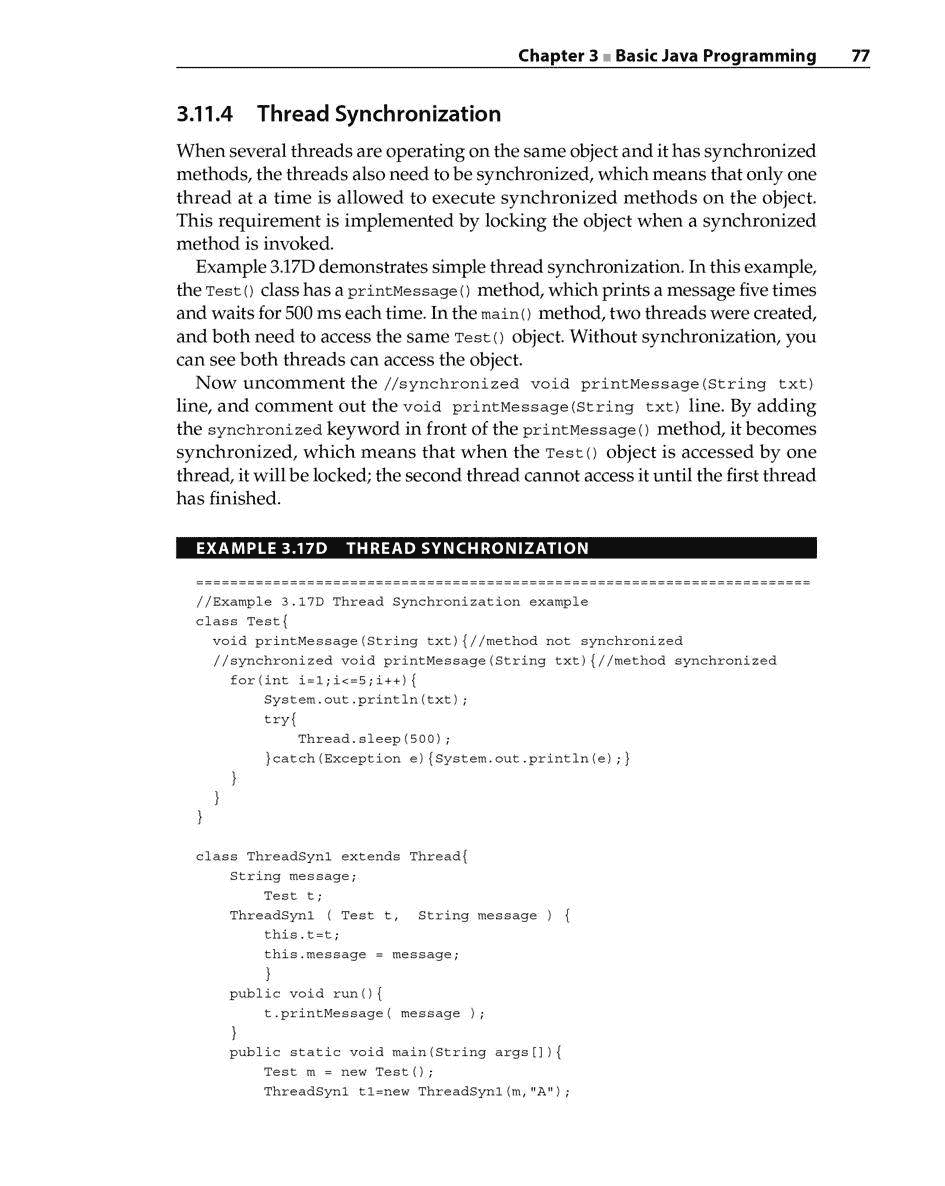 Chapter 3 ■ Basic Java Programming 77
3.11.4 Thread Synchronization
When several threads are operating on the same object and it has synchronized
methods, the threads also need to be synchronized, which means that only one
thread at a time is allowed to execute synchronized methods on the object.
This requirement is implemented by locking the object when a synchronized
method is invoked.
Example 3.17D demonstrates simple thread synchronization. In this example,
the Test() class has a printMessage() method, which prints a message five times
and waits for 500 ms each time. In the main() method, two threads were created,
and both need to access the same Test() object. Without synchronization, you
can see both threads can access the object.
Now uncomment the //synchronized void printMessage(String txt)
line, and comment out the void printMessage(String txt) line. By adding
the synchronized keyword in front of the printMessage() method, it becomes
synchronized, which means that when the Test() object is accessed by one
thread, it will be locked; the second thread cannot access it until the first thread
has finished.
EXAMPLE 3.17D THREAD SYNCHRONIZATION
========================================================================
//Example 3.17D Thread Synchronization example
class Test{
  void printMessage(String txt){//method not synchronized
  //synchronized void printMessage(String txt){//method synchronized
    for(int i=1;i<=5;i++){
        System.out.println(txt);
        try{
            Thread.sleep(500);
        }catch(Exception e){System.out.println(e);}
    }
  }
}
class ThreadSyn1 extends Thread{
    String message;
        Test t;
    ThreadSyn1 ( Test t,  String message ) {
        this.t=t;
        this.message = message;
        }
    public void run(){
        t.printMessage( message );
    }
    public static void main(String args[]){
        Test m = new Test();
        ThreadSyn1 t1=new ThreadSyn1(m,"A");